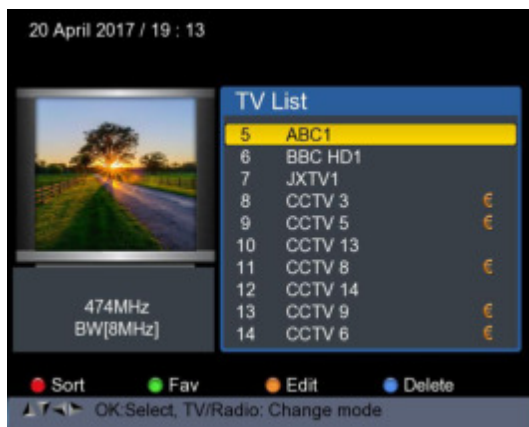 20 April 2017 / 19 : 13
TV List
5 ABC1
6 BBC HD1
7 JXTV1
8 CCTV 3 €
9 CCTV 5 €
10 CCTV 13
11 CCTV 8 €
12 CCTV 14
13 CCTV 9 €
14 CCTV 6 €
474MHz
BW[8MHz]
Sort Fav Edit Delete
OK:Select, TV/Radio: Change mode